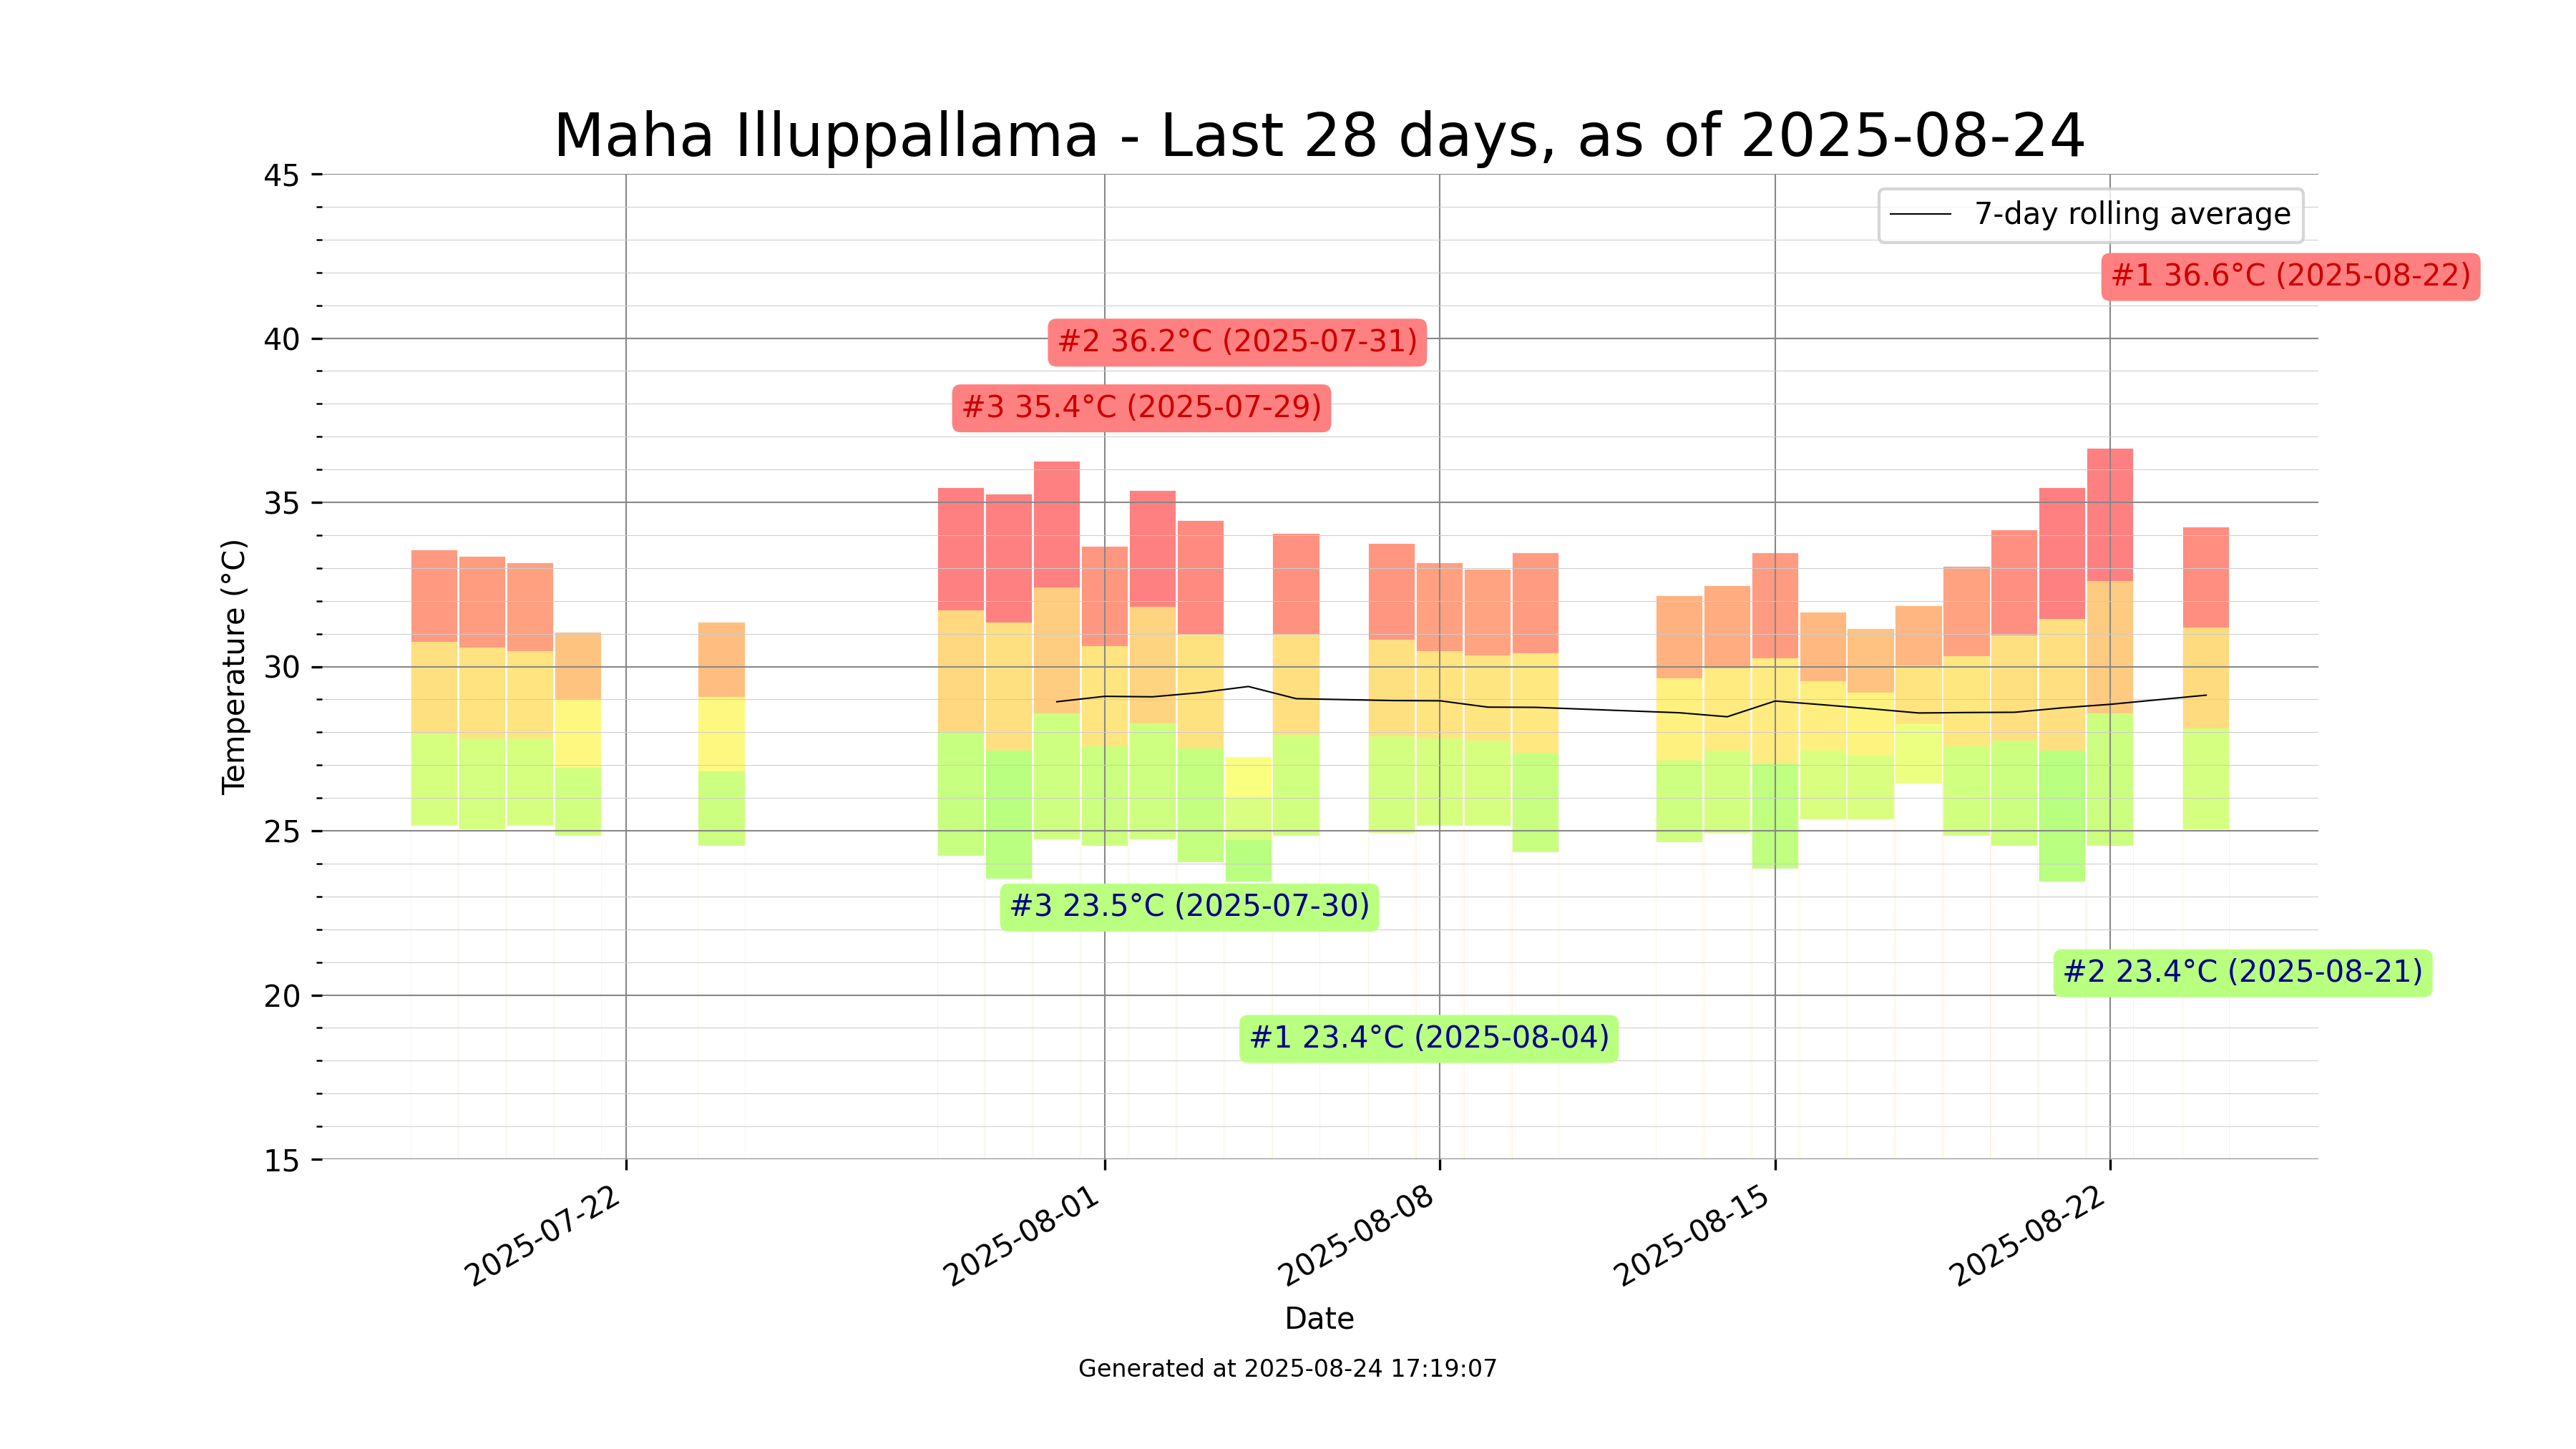 Maha Illuppallama - Last 28 days, as of 2025-08-24
45
7-day rolling average
#1 36.6°C (2025-08-22)
40
#2 36.2°C (2025-07-31)
#3 35.4°C (2025-07-29)
35
Temperature (°C)
30
25
#3 23.5°C (2025-07-30)
#2 23.4°C (2025-08-21)
20
#1 23.4°C (2025-08-04)
15
2025-07-22
2025-08-01
2025-08-08
2025-08-15
2025-08-22
Date
Generated at 2025-08-24 17:19:07